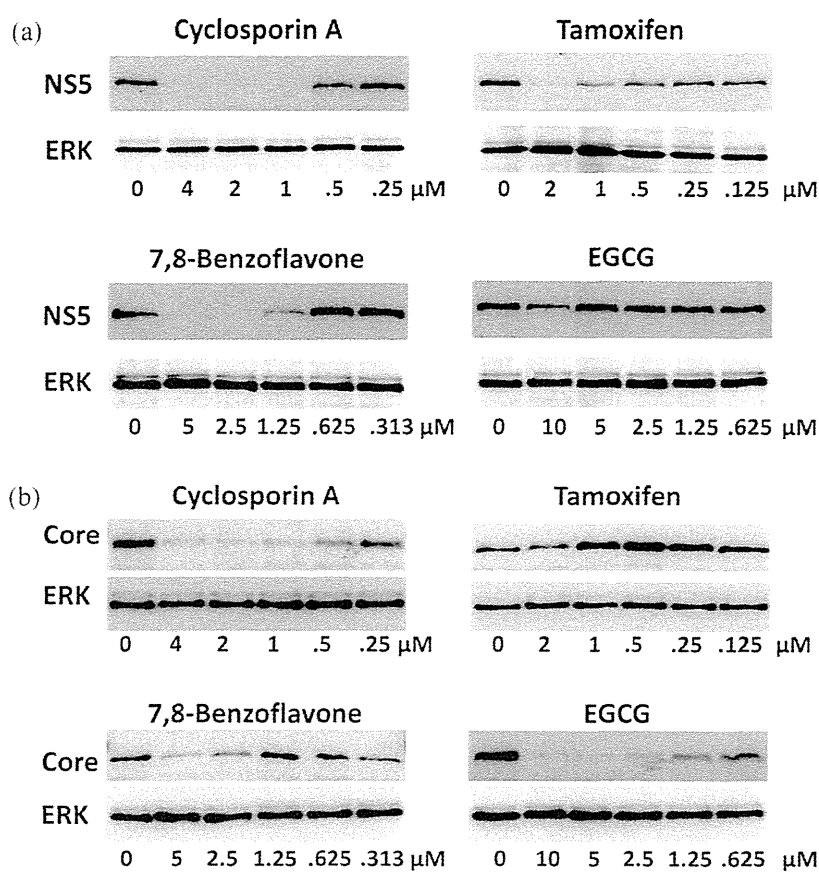 (a)
Cyclosporin A
Tamoxifen
NS5
ERK
0 4 2 1 .5 .25 µM
0 2 1 .5 .25 .125 µM
7,8-Benzoflavone
EGCG
NS5
ERK
0 5 2.5 1.25 .625 .313 µM
0 10 5 2.5 1.25 .625 µM
(b)
Cyclosporin A
Tamoxifen
Core
ERK
0 4 2 1 .5 .25 µM
0 2 1 .5 .25 .125 µM
7,8-Benzoflavone
EGCG
Core
ERK
0 5 2.5 1.25 .625 .313 µM
0 10 5 2.5 1.25 .625 µM